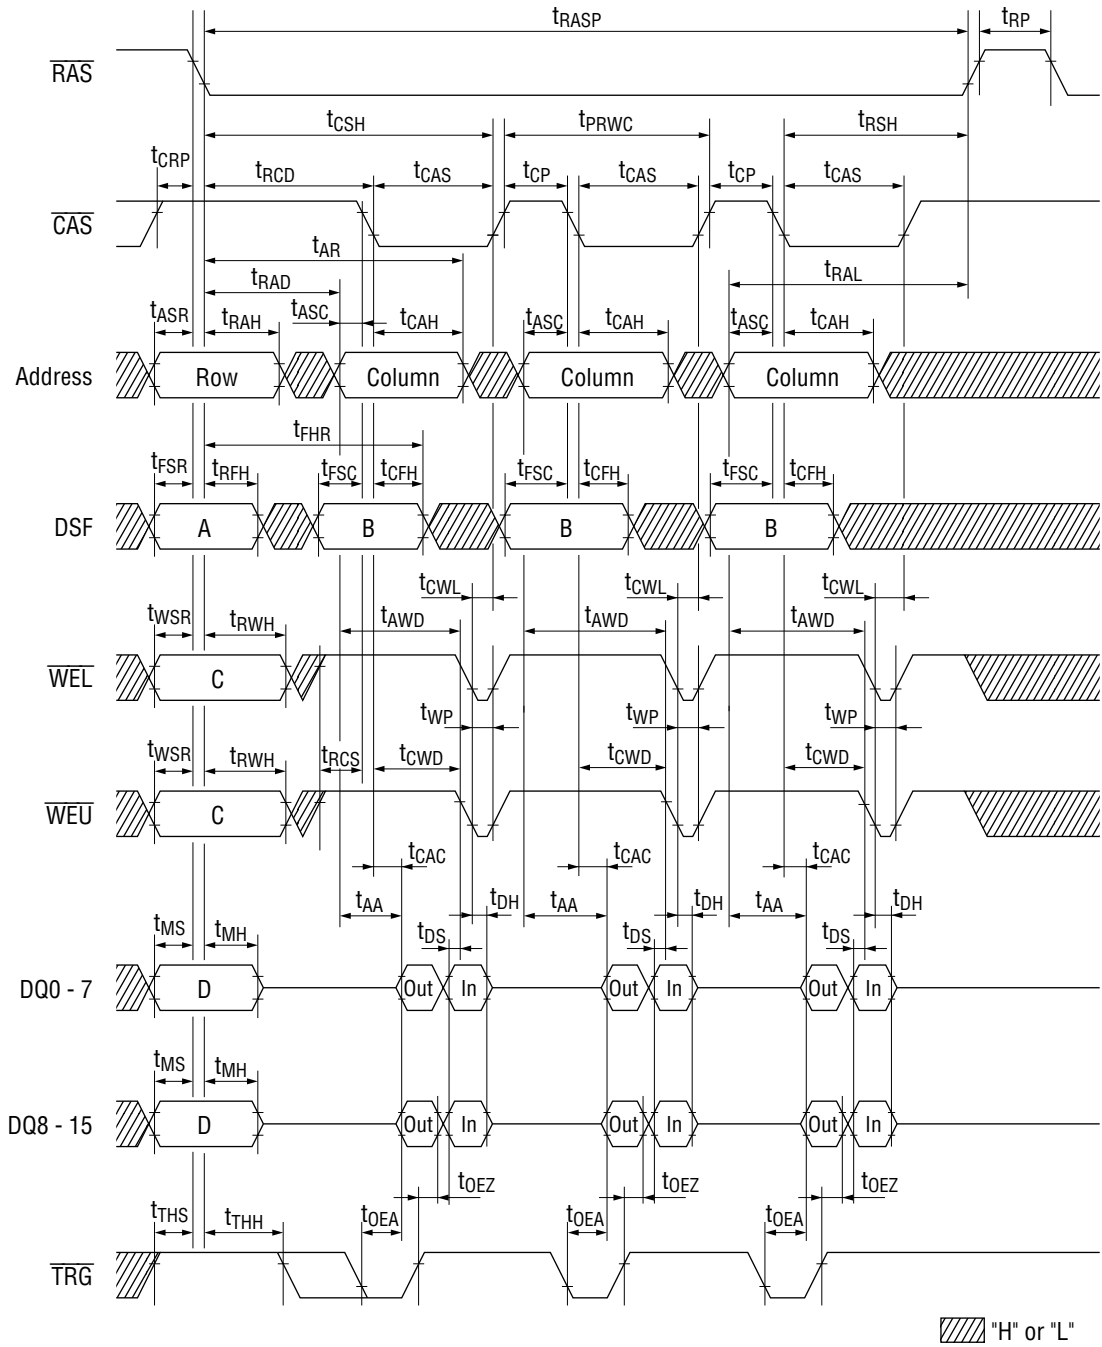 tRASP tRP
RAS
tCSH tPRWC tRSH
tCRP tRCD tCAS tCP tCAS tCP tCAS
CAS
tAR
tRAD tRAL
tASR tRAH tASC tCAH tASC tCAH tASC tCAH
Address Row Column Column Column
tFHR
tFSR tRFH tFSC tCFH tFSC tCFH tFSC tCFH
DSF A B B B
tCWL tCWL tCWL
tWSR tRWH tAWD tAWD tAWD
WEL C
tWP tWP tWP
tWSR tRWH tRCS tCWD tCWD tCWD
WEU C
tCAC tCAC tCAC
tAA tDH tAA tDH tAA tDH
tMS tMH tDS tDS tDS
DQ0 - 7 D Out In Out In Out In
tMS tMH
DQ8 - 15 D Out In Out In Out In
tOEZ tOEZ tOEZ
tTHS tTHH tOEA tOEA tOEA
TRG
"H" or "L"